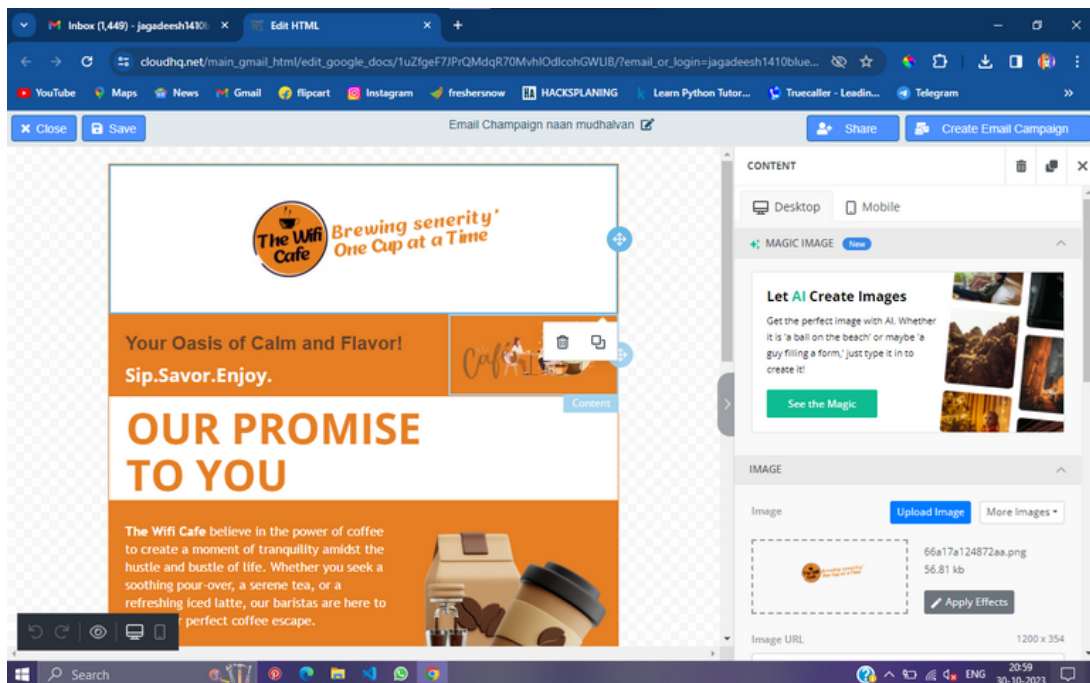 Inbox (1,449) - jagadeesh1410b
Edit HTML
cloudhq.net/main_gmail_html/edit_google_docs/1uZfgeF7JPrQMdqR70MvhIOdlcohGWLIB/?email_or_login=jagadeesh1410blue...
YouTube Maps News Gmail flipcart Instagram freshersnow HACKSPLANING Learn Python Tutor... Truecaller - Leadin... Telegram
Close Save Email Champaign naan mudhalvan Share Create Email Campaign
The Wifi
Cafe
Brewing senerity'
One Cup at a Time
Your Oasis of Calm and Flavor!
Sip.Savor.Enjoy.
Café
Content
OUR PROMISE
TO YOU
The Wifi Cafe believe in the power of coffee
to create a moment of tranquility amidst the
hustle and bustle of life. Whether you seek a
soothing pour-over, a serene tea, or a
refreshing iced latte, our baristas are here to
perfect coffee escape.
CONTENT
Desktop Mobile
MAGIC IMAGE New
Let AI Create Images
Get the perfect image with AI. Whether
it is 'a ball on the beach' or maybe 'a
guy filling a form,' just type it in to
create it!
See the Magic
IMAGE
Image Upload Image More Images
66a17a124872aa.png
56.81 kb
Apply Effects
Image URL 1200 x 354
Search
ENG
20:59
30-10-2023